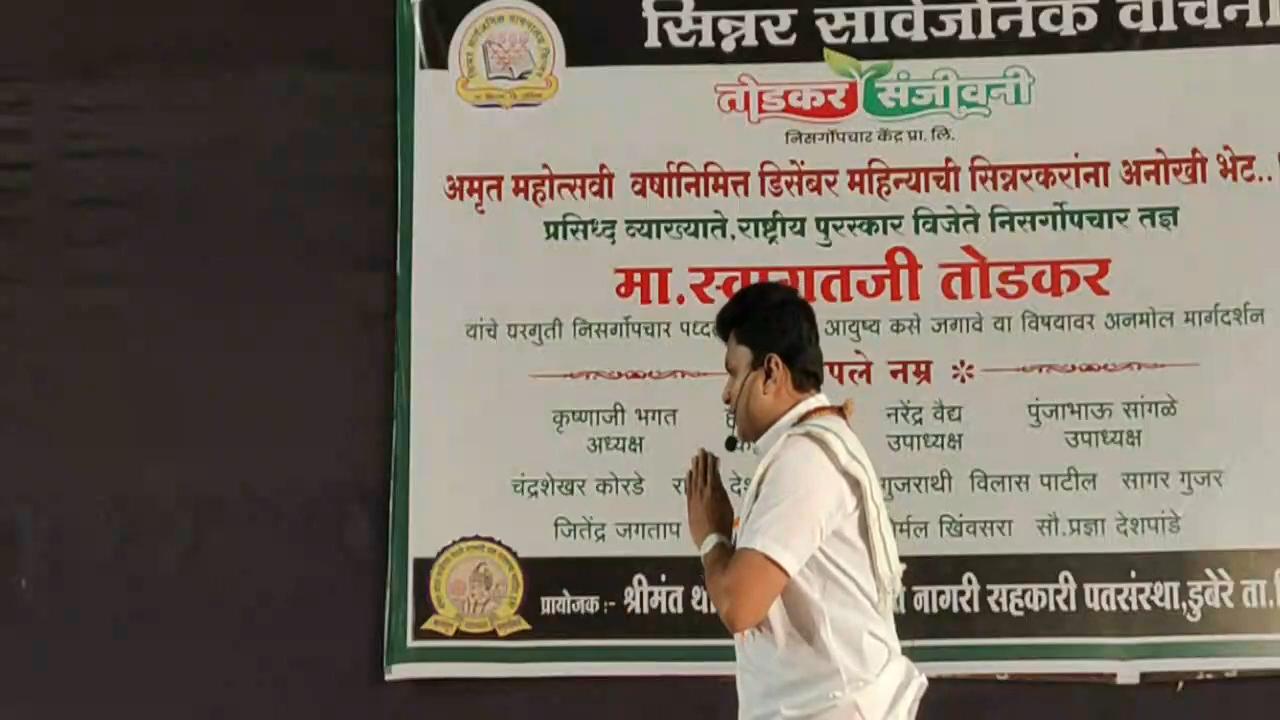 सिन्नर सार्वजनिक वाचना
तोडकर संजीवनी
निसर्गोपचार केंद्र प्रा. लि.
अमृत महोत्सवी वर्षानिमित्त डिसेंबर महिन्याची सिन्नरकरांना अनोखी भेट..
प्रसिध्द व्याख्याते,राष्ट्रीय पुरस्कार विजेते निसर्गोपचार तज्ञ
मा.स्वागतजी तोडकर
यांचे घरगुती निसर्गोपचार आयुष्य कसे जगावे या विषयावर अनमोल मार्गदर्शन
पले नम्र
कृष्णाजी भगत नरेंद्र वैद्य पुंजाभाऊ सांगळे
अध्यक्ष उपाध्यक्ष उपाध्यक्ष
चंद्रशेखर कोरडे गुजराथी विलास पाटील सागर गुजर
जितेंद्र जगताप र्मल खिंवसरा सौ.प्रज्ञा देशपांडे
प्रायोजक :- श्रीमंत नागरी सहकारी पतसंस्था,डुबेरे ता.